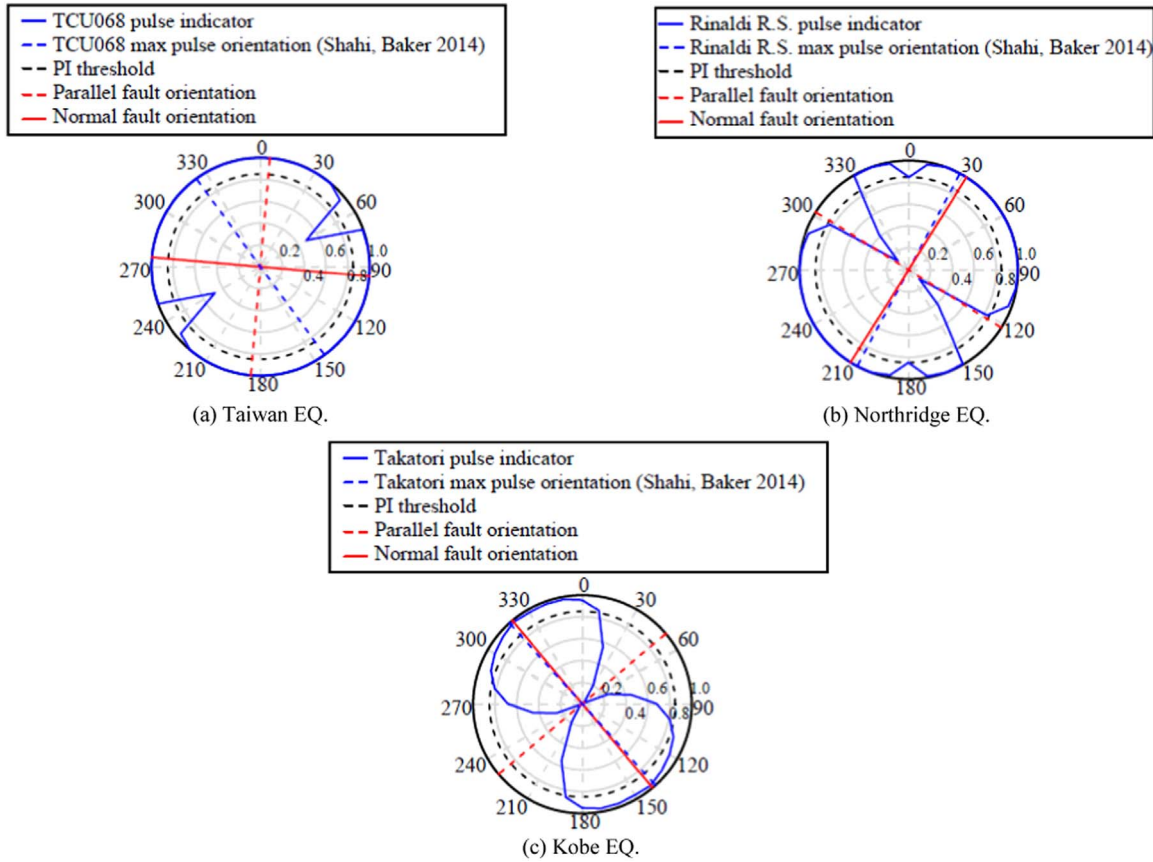 TCU068 pulse indicator
TCU068 max pulse orientation (Shahi, Baker 2014)
PI threshold
Parallel fault orientation
Normal fault orientation
0
30
60
90
120
150
180
210
240
270
300
330
0.2
0.4
0.6
0.8
1.0
(a) Taiwan EQ.
Rinaldi R.S. pulse indicator
Rinaldi R.S. max pulse orientation (Shahi, Baker 2014)
PI threshold
Parallel fault orientation
Normal fault orientation
0
30
60
90
120
150
180
210
240
270
300
330
0.2
0.4
0.6
0.8
1.0
(b) Northridge EQ.
Takatori pulse indicator
Takatori max pulse orientation (Shahi, Baker 2014)
PI threshold
Parallel fault orientation
Normal fault orientation
0
30
60
90
120
150
180
210
240
270
300
330
0.2
0.4
0.6
0.8
1.0
(c) Kobe EQ.